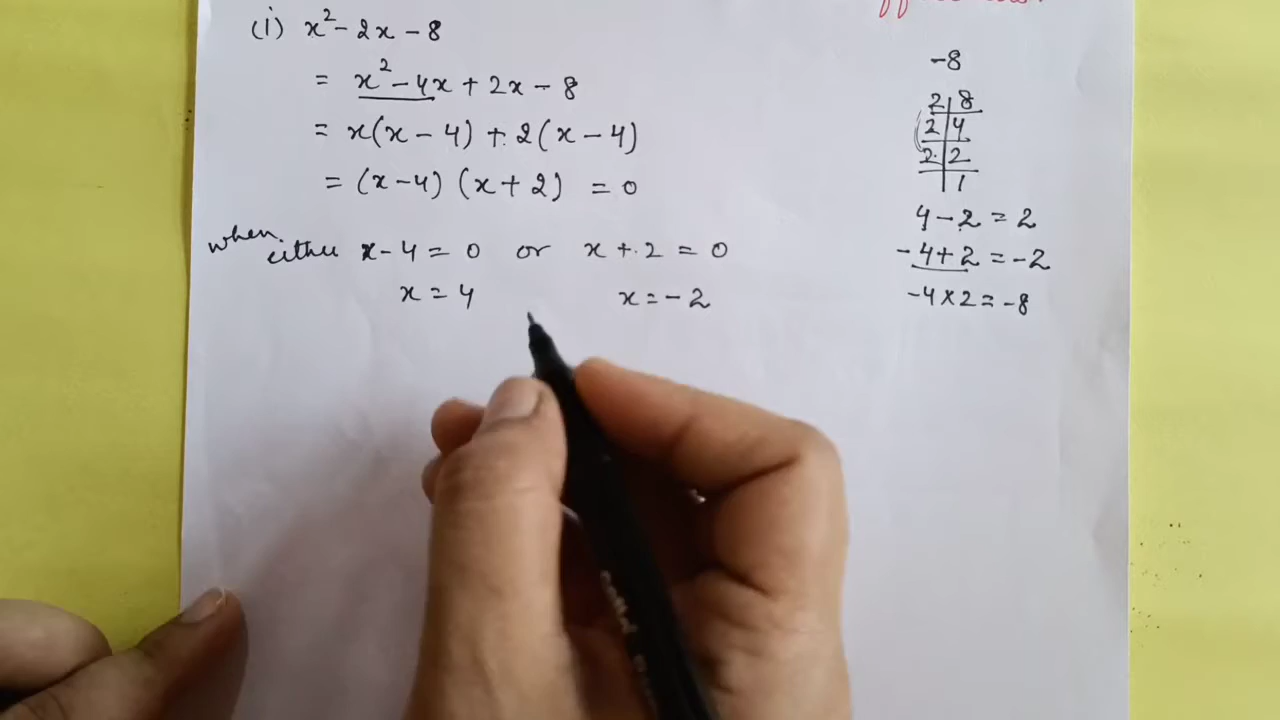 (i) x² - 2x - 8
= x² - 4x + 2x - 8
= x(x - 4) + 2(x - 4)
= (x - 4) (x + 2) = 0
when either x - 4 = 0 or x + 2 = 0
x = 4 x = - 2
-8
2 | 8
2 | 4
2 | 2
1
4 - 2 = 2
- 4 + 2 = - 2
-4 × 2 = - 8